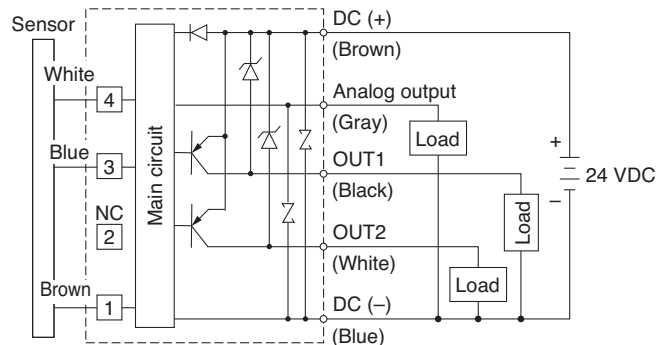 Sensor
White
4
Blue
3
NC
2
Brown
1
Main circuit
DC (+)
(Brown)
Analog output
(Gray)
Load
OUT1
(Black)
Load
OUT2
(White)
Load
DC (–)
(Blue)
+
24 VDC
–